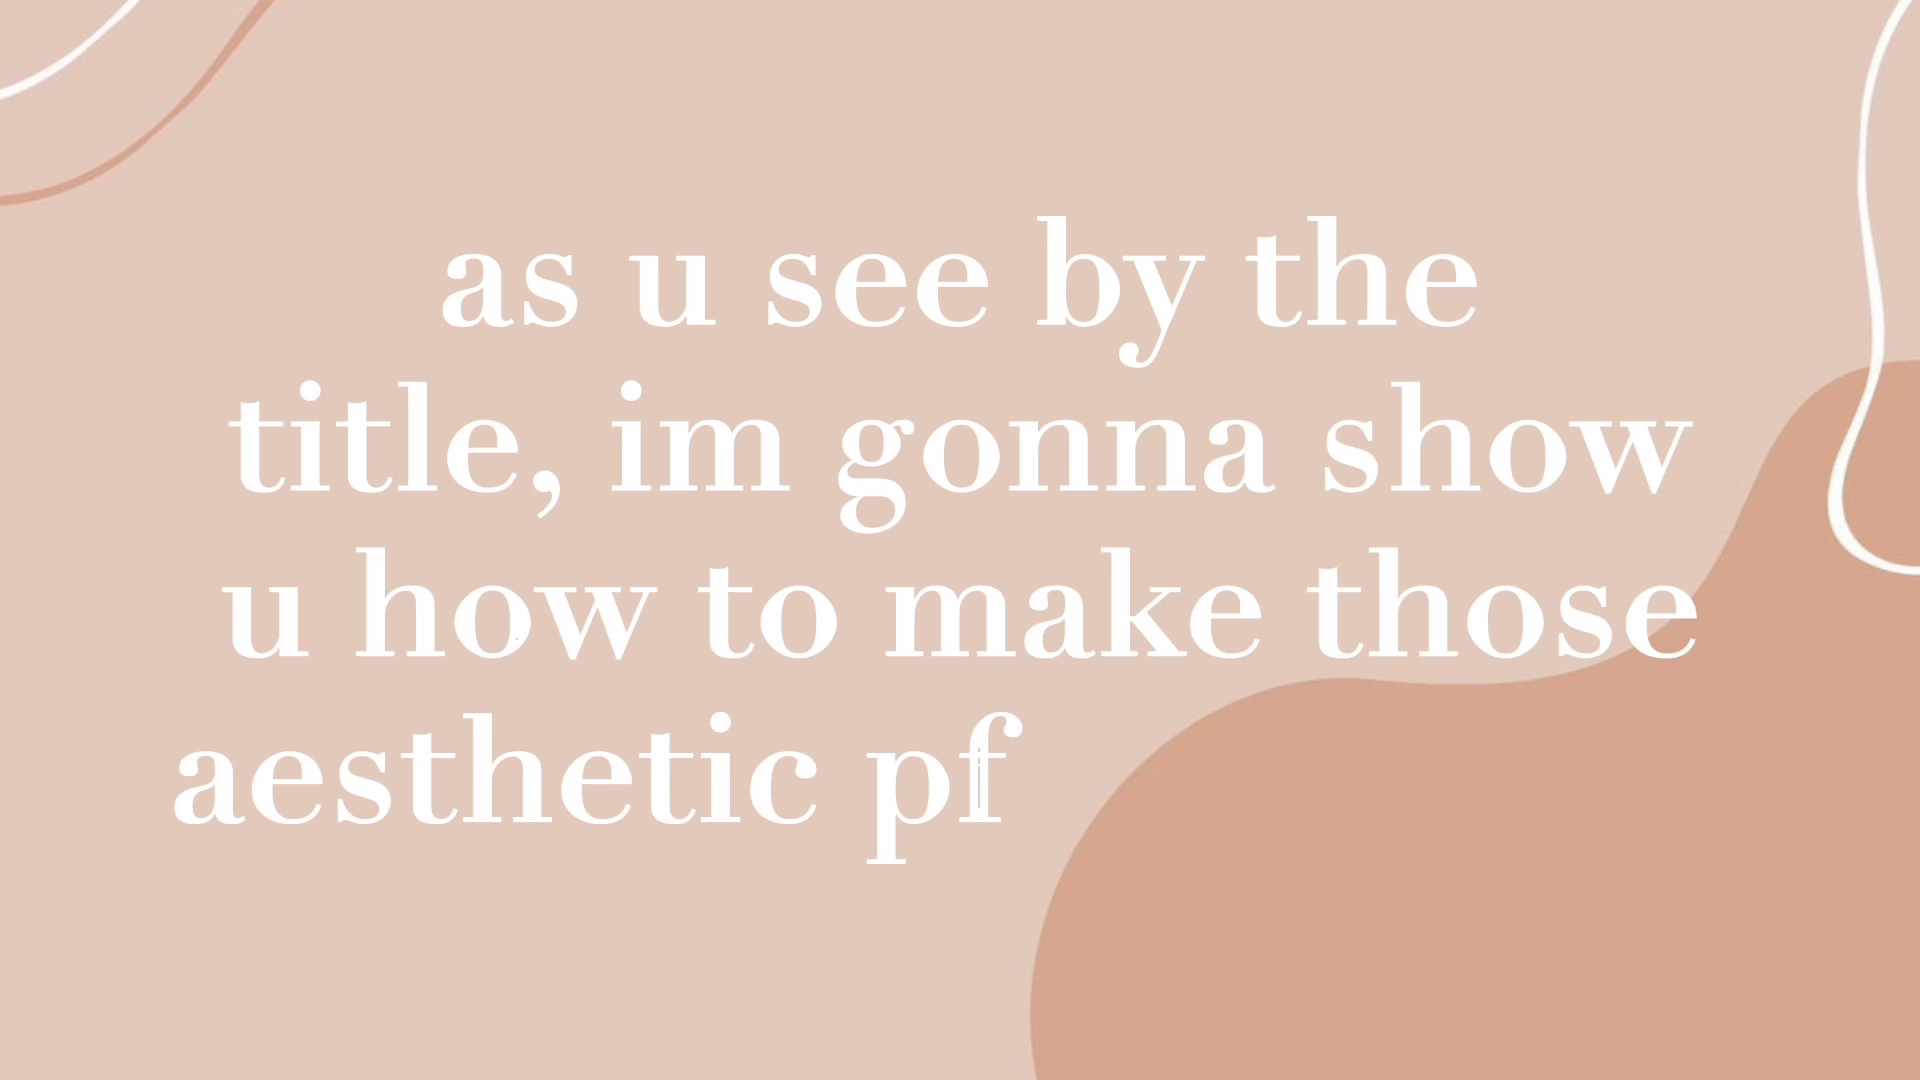 as u see by the
title, im gonna show
u how to make those
aesthetic pf